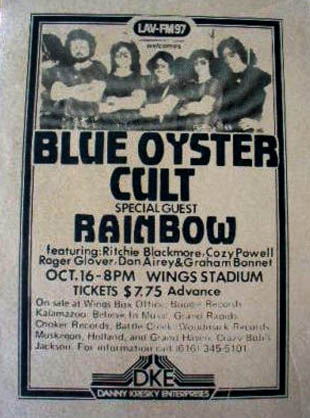 LAV-FM97
welcomes
BLUE OYSTER
CULT
SPECIAL GUEST
RAINBOW
featuring: Ritchie Blackmore, Cozy Powell
Roger Glover, Don Airey & Graham Bonnet
OCT.16-8PM WINGS STADIUM
TICKETS $7.75 Advance
On sale at Wings Box Office, Boogie Records
Kalamazoo: Believe In Music, Grand Rapids
Choker Records, Battle Creek: Woodmark Records
Muskegon, Holland, and Grand Haven: Crazy Bob's
Jackson. For information call (616) 345-5101
DKE
DANNY KRESKY ENTERPRISES